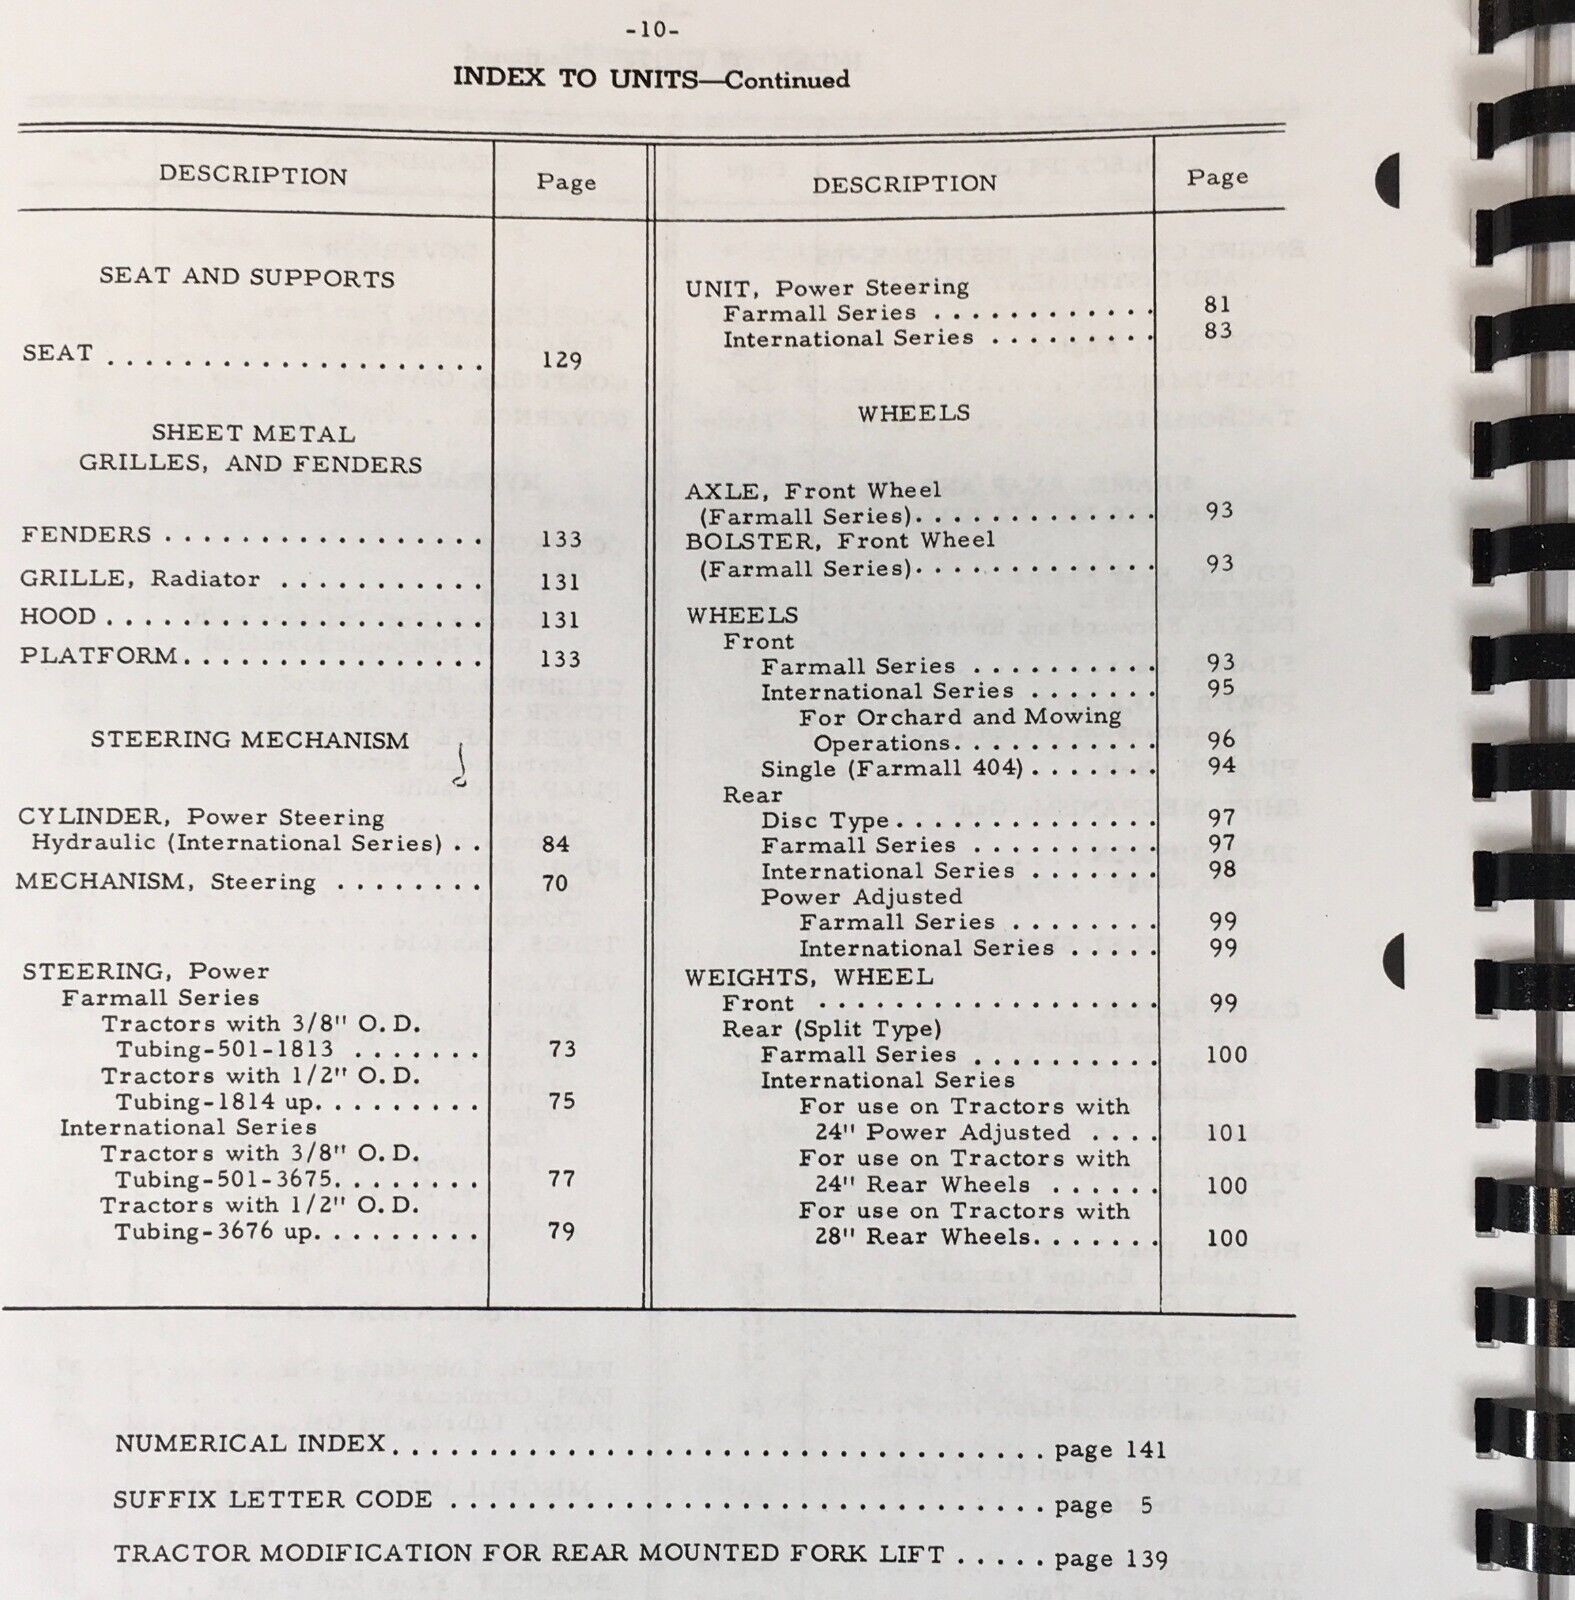 -10-
INDEX TO UNITS—Continued
DESCRIPTION Page
SEAT AND SUPPORTS
SEAT . . . . . . . . . . . . . . . . . . . . 129
SHEET METAL
GRILLES, AND FENDERS
FENDERS . . . . . . . . . . . . . . . . . 133
GRILLE, Radiator . . . . . . . . . . . 131
HOOD . . . . . . . . . . . . . . . . . . . . 131
PLATFORM. . . . . . . . . . . . . . . . 133
STEERING MECHANISM
CYLINDER, Power Steering
Hydraulic (International Series) . . 84
MECHANISM, Steering . . . . . . . . 70
STEERING, Power
Farmall Series
Tractors with 3/8" O.D.
Tubing-501-1813 . . . . . . . 73
Tractors with 1/2" O.D.
Tubing-1814 up. . . . . . . . . 75
International Series
Tractors with 3/8" O.D.
Tubing-501-3675. . . . . . . . 77
Tractors with 1/2" O.D.
Tubing-3676 up. . . . . . . . . 79
DESCRIPTION Page
UNIT, Power Steering
Farmall Series . . . . . . . . . . . . 81
International Series . . . . . . . . . 83
WHEELS
AXLE, Front Wheel
(Farmall Series). . . . . . . . . . . . . 93
BOLSTER, Front Wheel
(Farmall Series). . . . . . . . . . . . . 93
WHEELS
Front
Farmall Series . . . . . . . . . . 93
International Series . . . . . . . 95
For Orchard and Mowing
Operations. . . . . . . . . . . 96
Single (Farmall 404) . . . . . . . 94
Rear
Disc Type. . . . . . . . . . . . . . 97
Farmall Series . . . . . . . . . . 97
International Series . . . . . . . 98
Power Adjusted
Farmall Series . . . . . . . . 99
International Series . . . . . 99
WEIGHTS, WHEEL
Front . . . . . . . . . . . . . . . . . . 99
Rear (Split Type)
Farmall Series . . . . . . . . . . 100
International Series
For use on Tractors with
24" Power Adjusted . . . . 101
For use on Tractors with
24" Rear Wheels . . . . . . 100
For use on Tractors with
28" Rear Wheels. . . . . . . 100
NUMERICAL INDEX. . . . . . . . . . . . . . . . . . . . . . . . . . . . . . . . . . page 141
SUFFIX LETTER CODE . . . . . . . . . . . . . . . . . . . . . . . . . . . . . . . page 5
TRACTOR MODIFICATION FOR REAR MOUNTED FORK LIFT . . . . . page 139